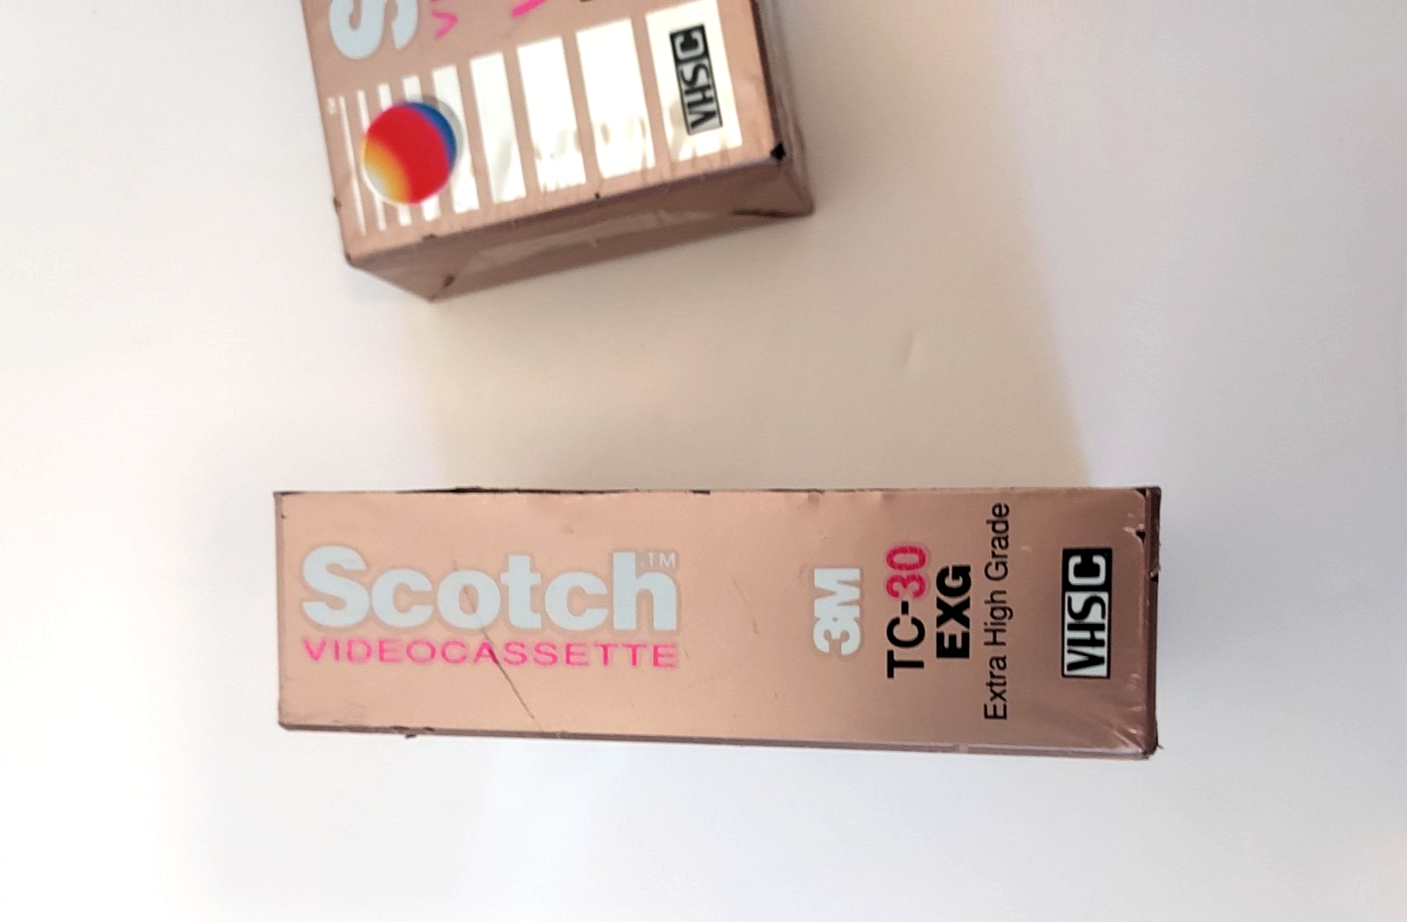 VHSC
Scotch™
VIDEOCASSETTE
3M
TC-30
EXG
Extra High Grade
VHSC